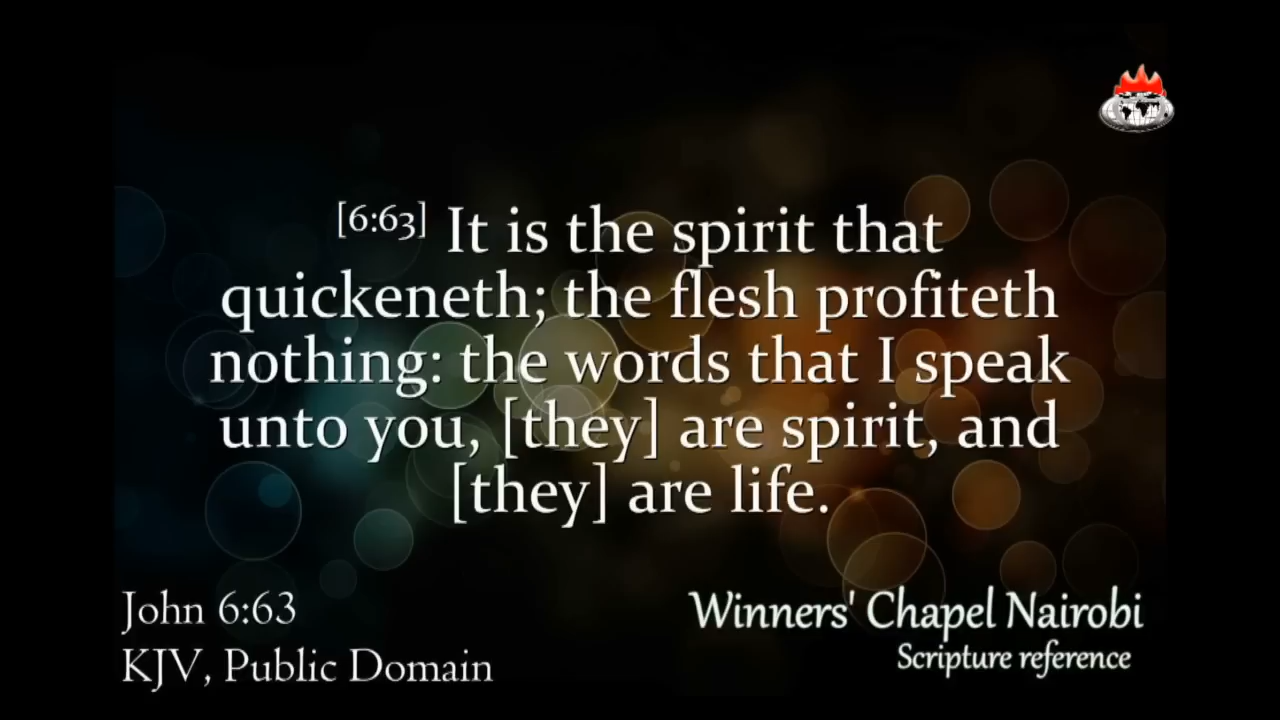 [6:63] It is the spirit that
quickeneth; the flesh profiteth
nothing: the words that I speak
unto you, [they] are spirit, and
[they] are life.
John 6:63
KJV, Public Domain
Winners' Chapel Nairobi
Scripture reference